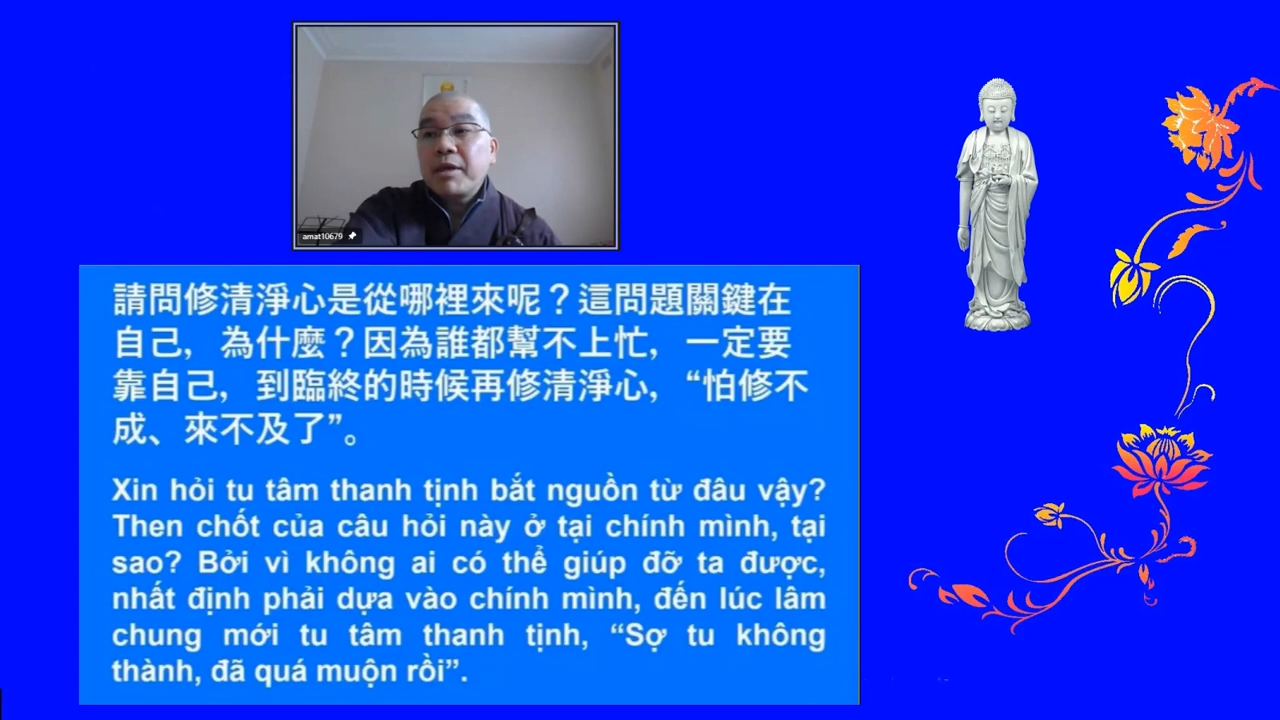 amat10679
請問修清淨心是從哪裡來呢？這問題關鍵在
自己，為什麼？因為誰都幫不上忙，一定要
靠自己，到臨終的時候再修清淨心，“怕修不
成、來不及了”。
Xin hỏi tu tâm thanh tịnh bắt nguồn từ đâu vậy?
Then chốt của câu hỏi này ở tại chính mình, tại
sao? Bởi vì không ai có thể giúp đỡ ta được,
nhất định phải dựa vào chính mình, đến lúc lâm
chung mới tu tâm thanh tịnh, “Sợ tu không
thành, đã quá muộn rồi”.